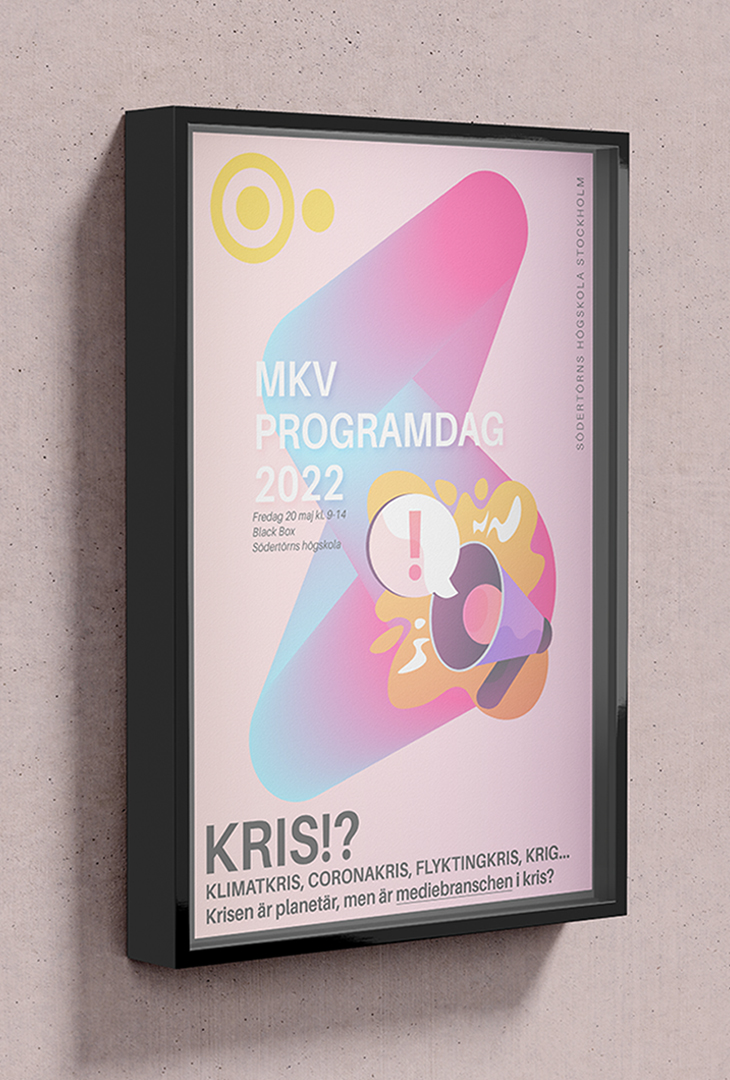 SÖDERTÖRNS HÖGSKOLA STOCKHOLM
MKV
PROGRAMDAG
2022
Fredag 20 maj kl. 9-14
Black Box
Södertörns högskola
!
KRIS!?
KLIMATKRIS, CORONAKRIS, FLYKTINGKRIS, KRIG...
Krisen är planetär, men är mediebranschen i kris?